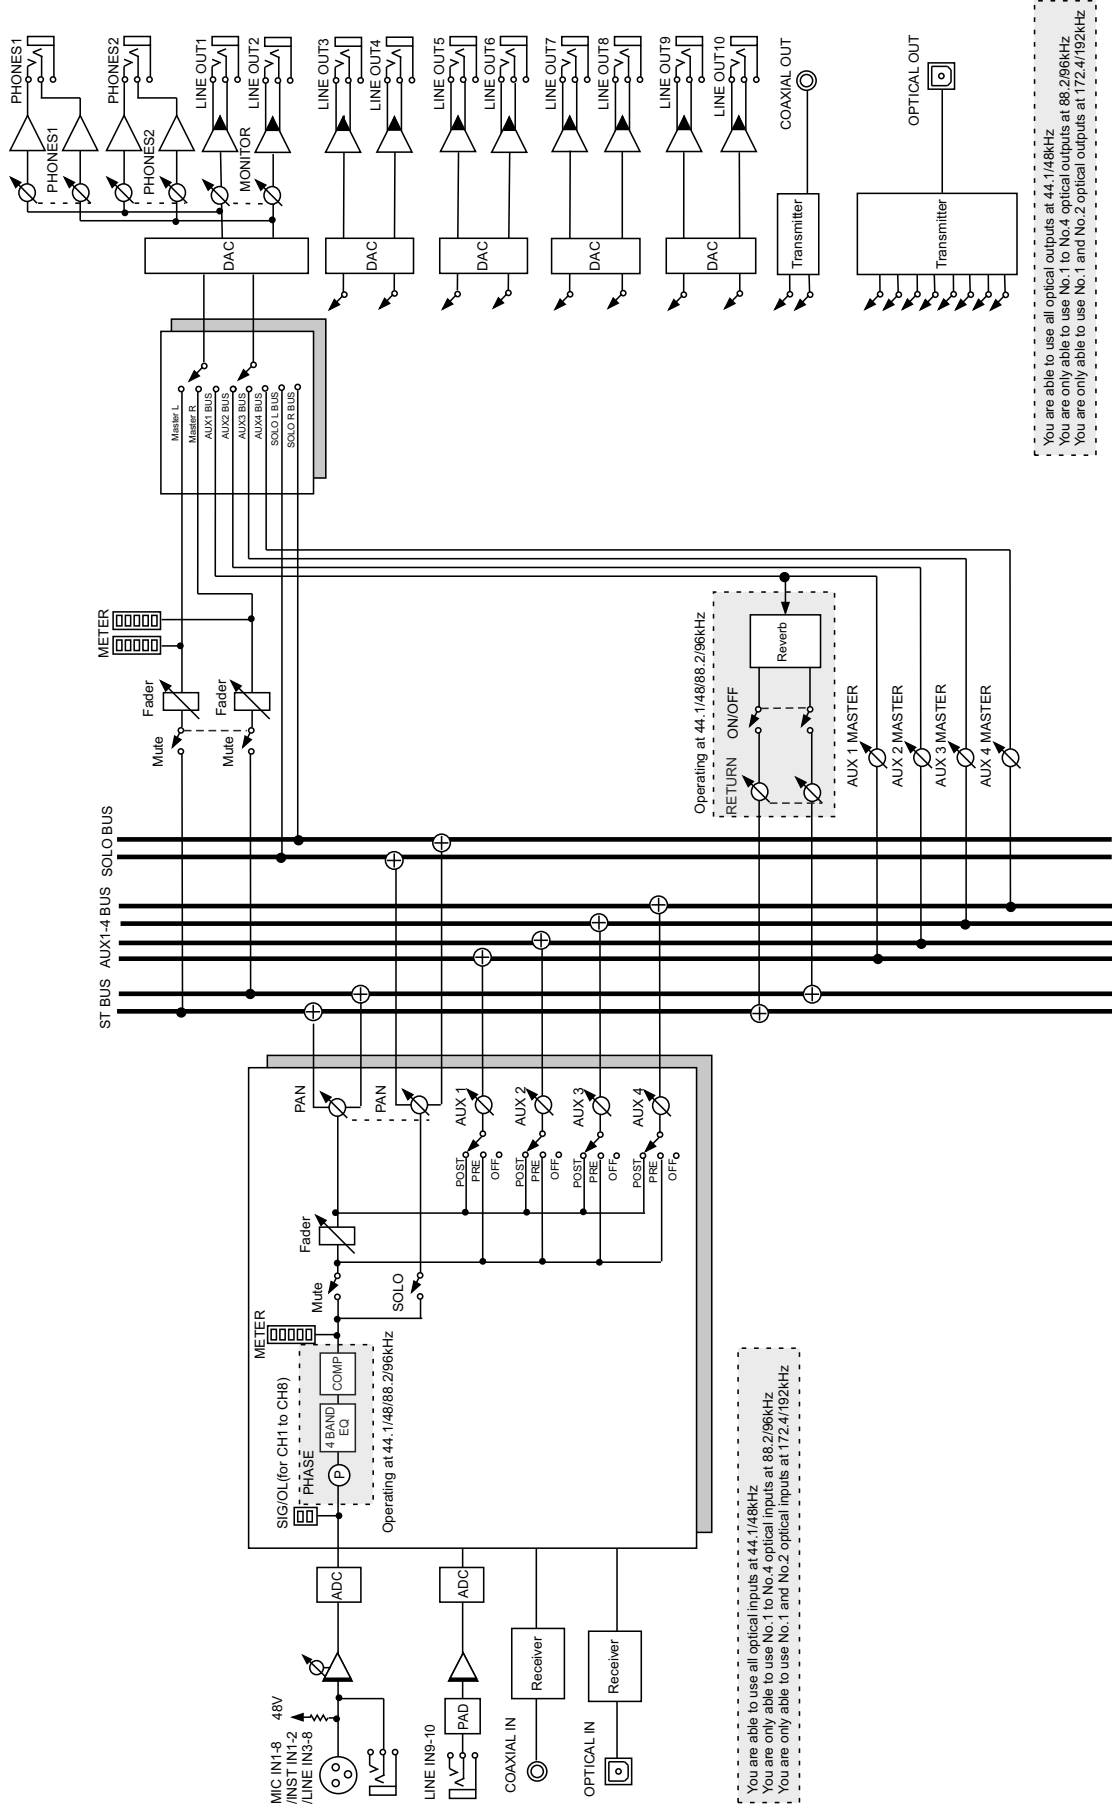 MIC IN1-8
/INST IN1-2
/LINE IN3-8
48V
LINE IN9-10
PAD
COAXIAL IN
OPTICAL IN
Receiver
Receiver
ADC
ADC
SIG/OL(for CH1 to CH8)
PHASE
P
4 BAND
EQ
COMP
Operating at 44.1/48/88.2/96kHz
METER
Mute
SOLO
Fader
PAN
PAN
POST
PRE
OFF
AUX 1
POST
PRE
OFF
AUX 2
POST
PRE
OFF
AUX 3
POST
PRE
OFF
AUX 4
You are able to use all optical inputs at 44.1/48kHz
You are only able to use No.1 to No.4 optical inputs at 88.2/96kHz
You are only able to use No.1 and No.2 optical inputs at 172.4/192kHz
ST BUS
AUX1-4 BUS
SOLO BUS
Mute
Mute
Fader
Fader
METER
Operating at 44.1/48/88.2/96kHz
RETURN
ON/OFF
Reverb
AUX 1 MASTER
AUX 2 MASTER
AUX 3 MASTER
AUX 4 MASTER
Master L
Master R
AUX1 BUS
AUX2 BUS
AUX3 BUS
AUX4 BUS
SOLO L BUS
SOLO R BUS
DAC
DAC
DAC
DAC
DAC
Transmitter
Transmitter
PHONES1
PHONES2
MONITOR
PHONES1
PHONES2
LINE OUT1
LINE OUT2
LINE OUT3
LINE OUT4
LINE OUT5
LINE OUT6
LINE OUT7
LINE OUT8
LINE OUT9
LINE OUT10
COAXIAL OUT
OPTICAL OUT
You are able to use all optical outputs at 44.1/48kHz
You are only able to use No.1 to No.4 optical outputs at 88.2/96kHz
You are only able to use No.1 and No.2 optical outputs at 172.4/192kHz